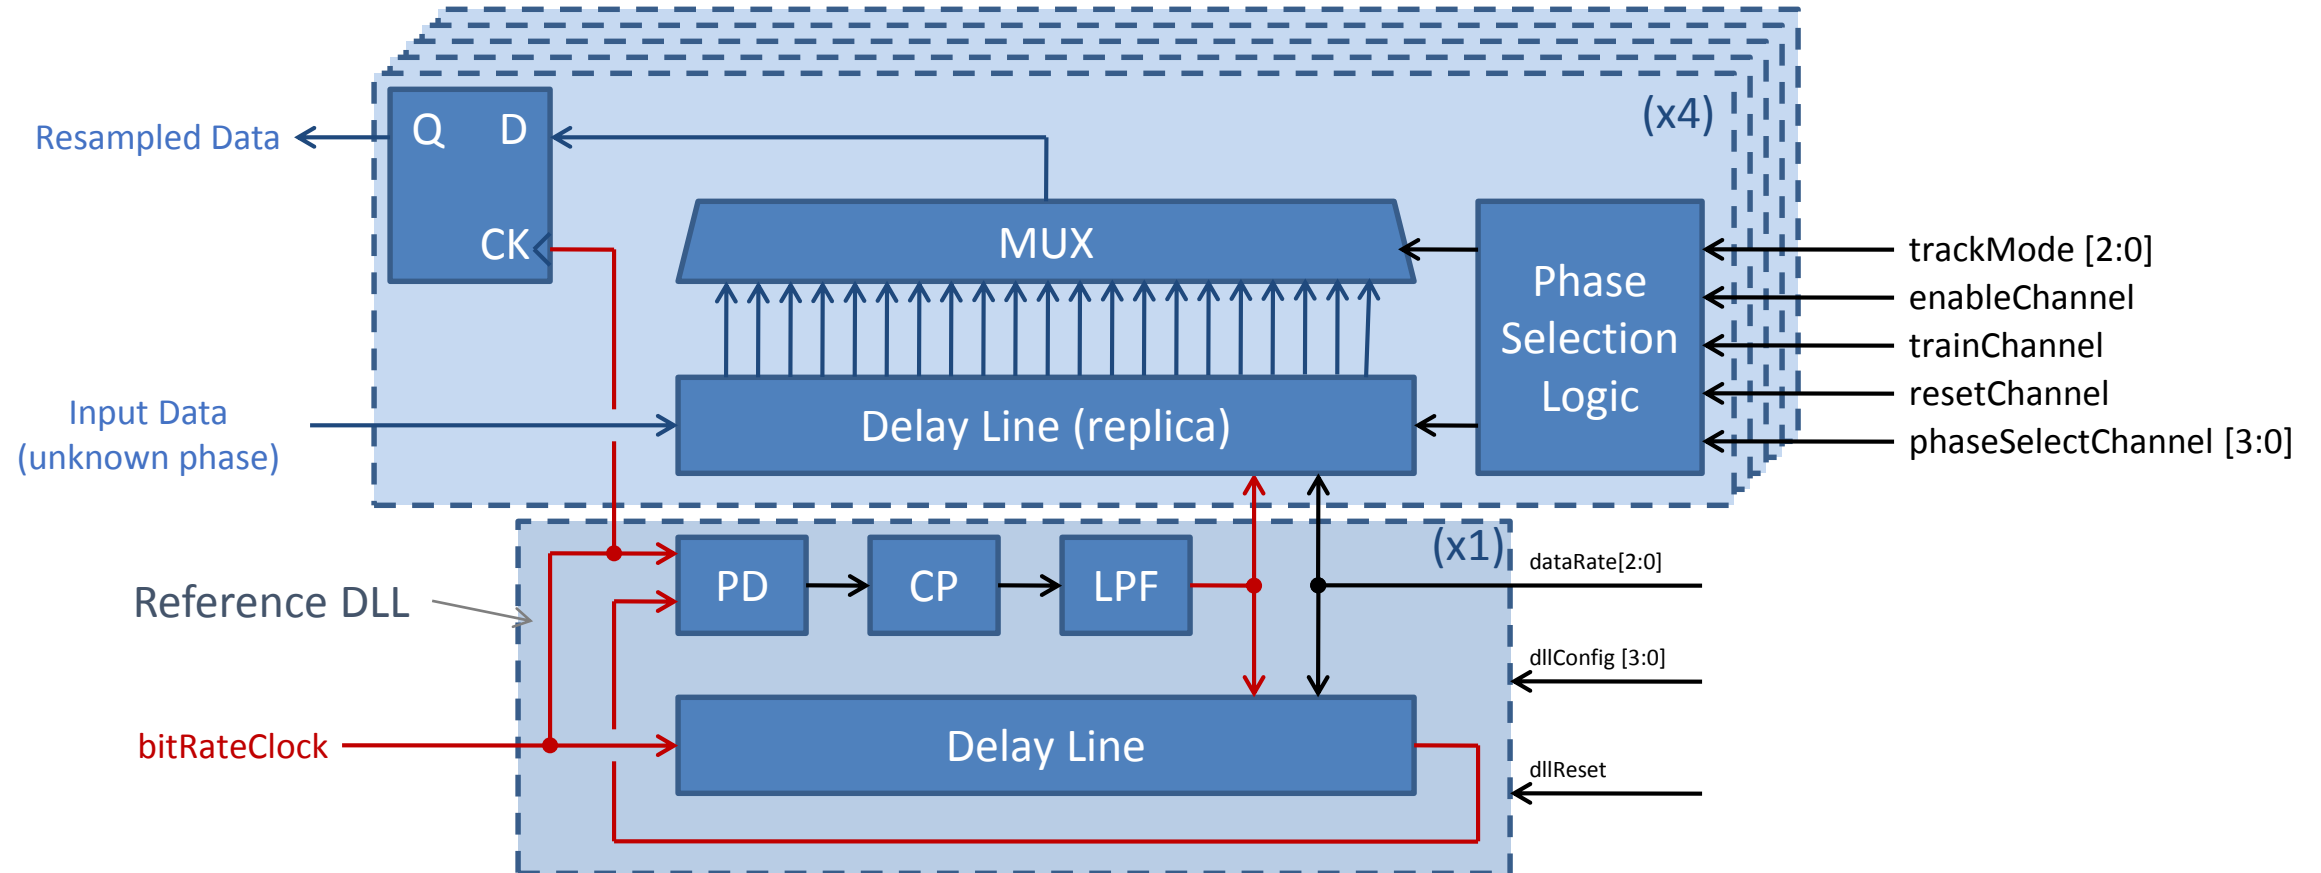 (x4)
Q D
Resampled Data
CK
MUX
trackMode [2:0]
enableChannel
trainChannel
resetChannel
phaseSelectChannel [3:0]
Phase
Selection
Logic
Input Data
(unknown phase)
Delay Line (replica)
(x1)
dataRate[2:0]
PD
CP
LPF
Reference DLL
dllConfig [3:0]
bitRateClock
Delay Line
dllReset